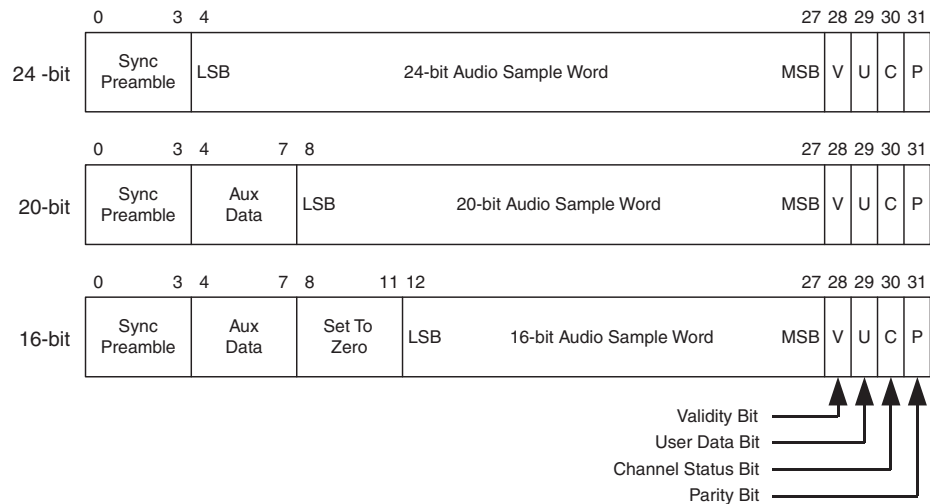 0 3 4 27 28 29 30 31
24 -bit Sync Preamble LSB 24-bit Audio Sample Word MSB V U C P
0 3 4 7 8 27 28 29 30 31
20-bit Sync Preamble Aux Data LSB 20-bit Audio Sample Word MSB V U C P
0 3 4 7 8 11 12 27 28 29 30 31
16-bit Sync Preamble Aux Data Set To Zero LSB 16-bit Audio Sample Word MSB V U C P
Validity Bit
User Data Bit
Channel Status Bit
Parity Bit